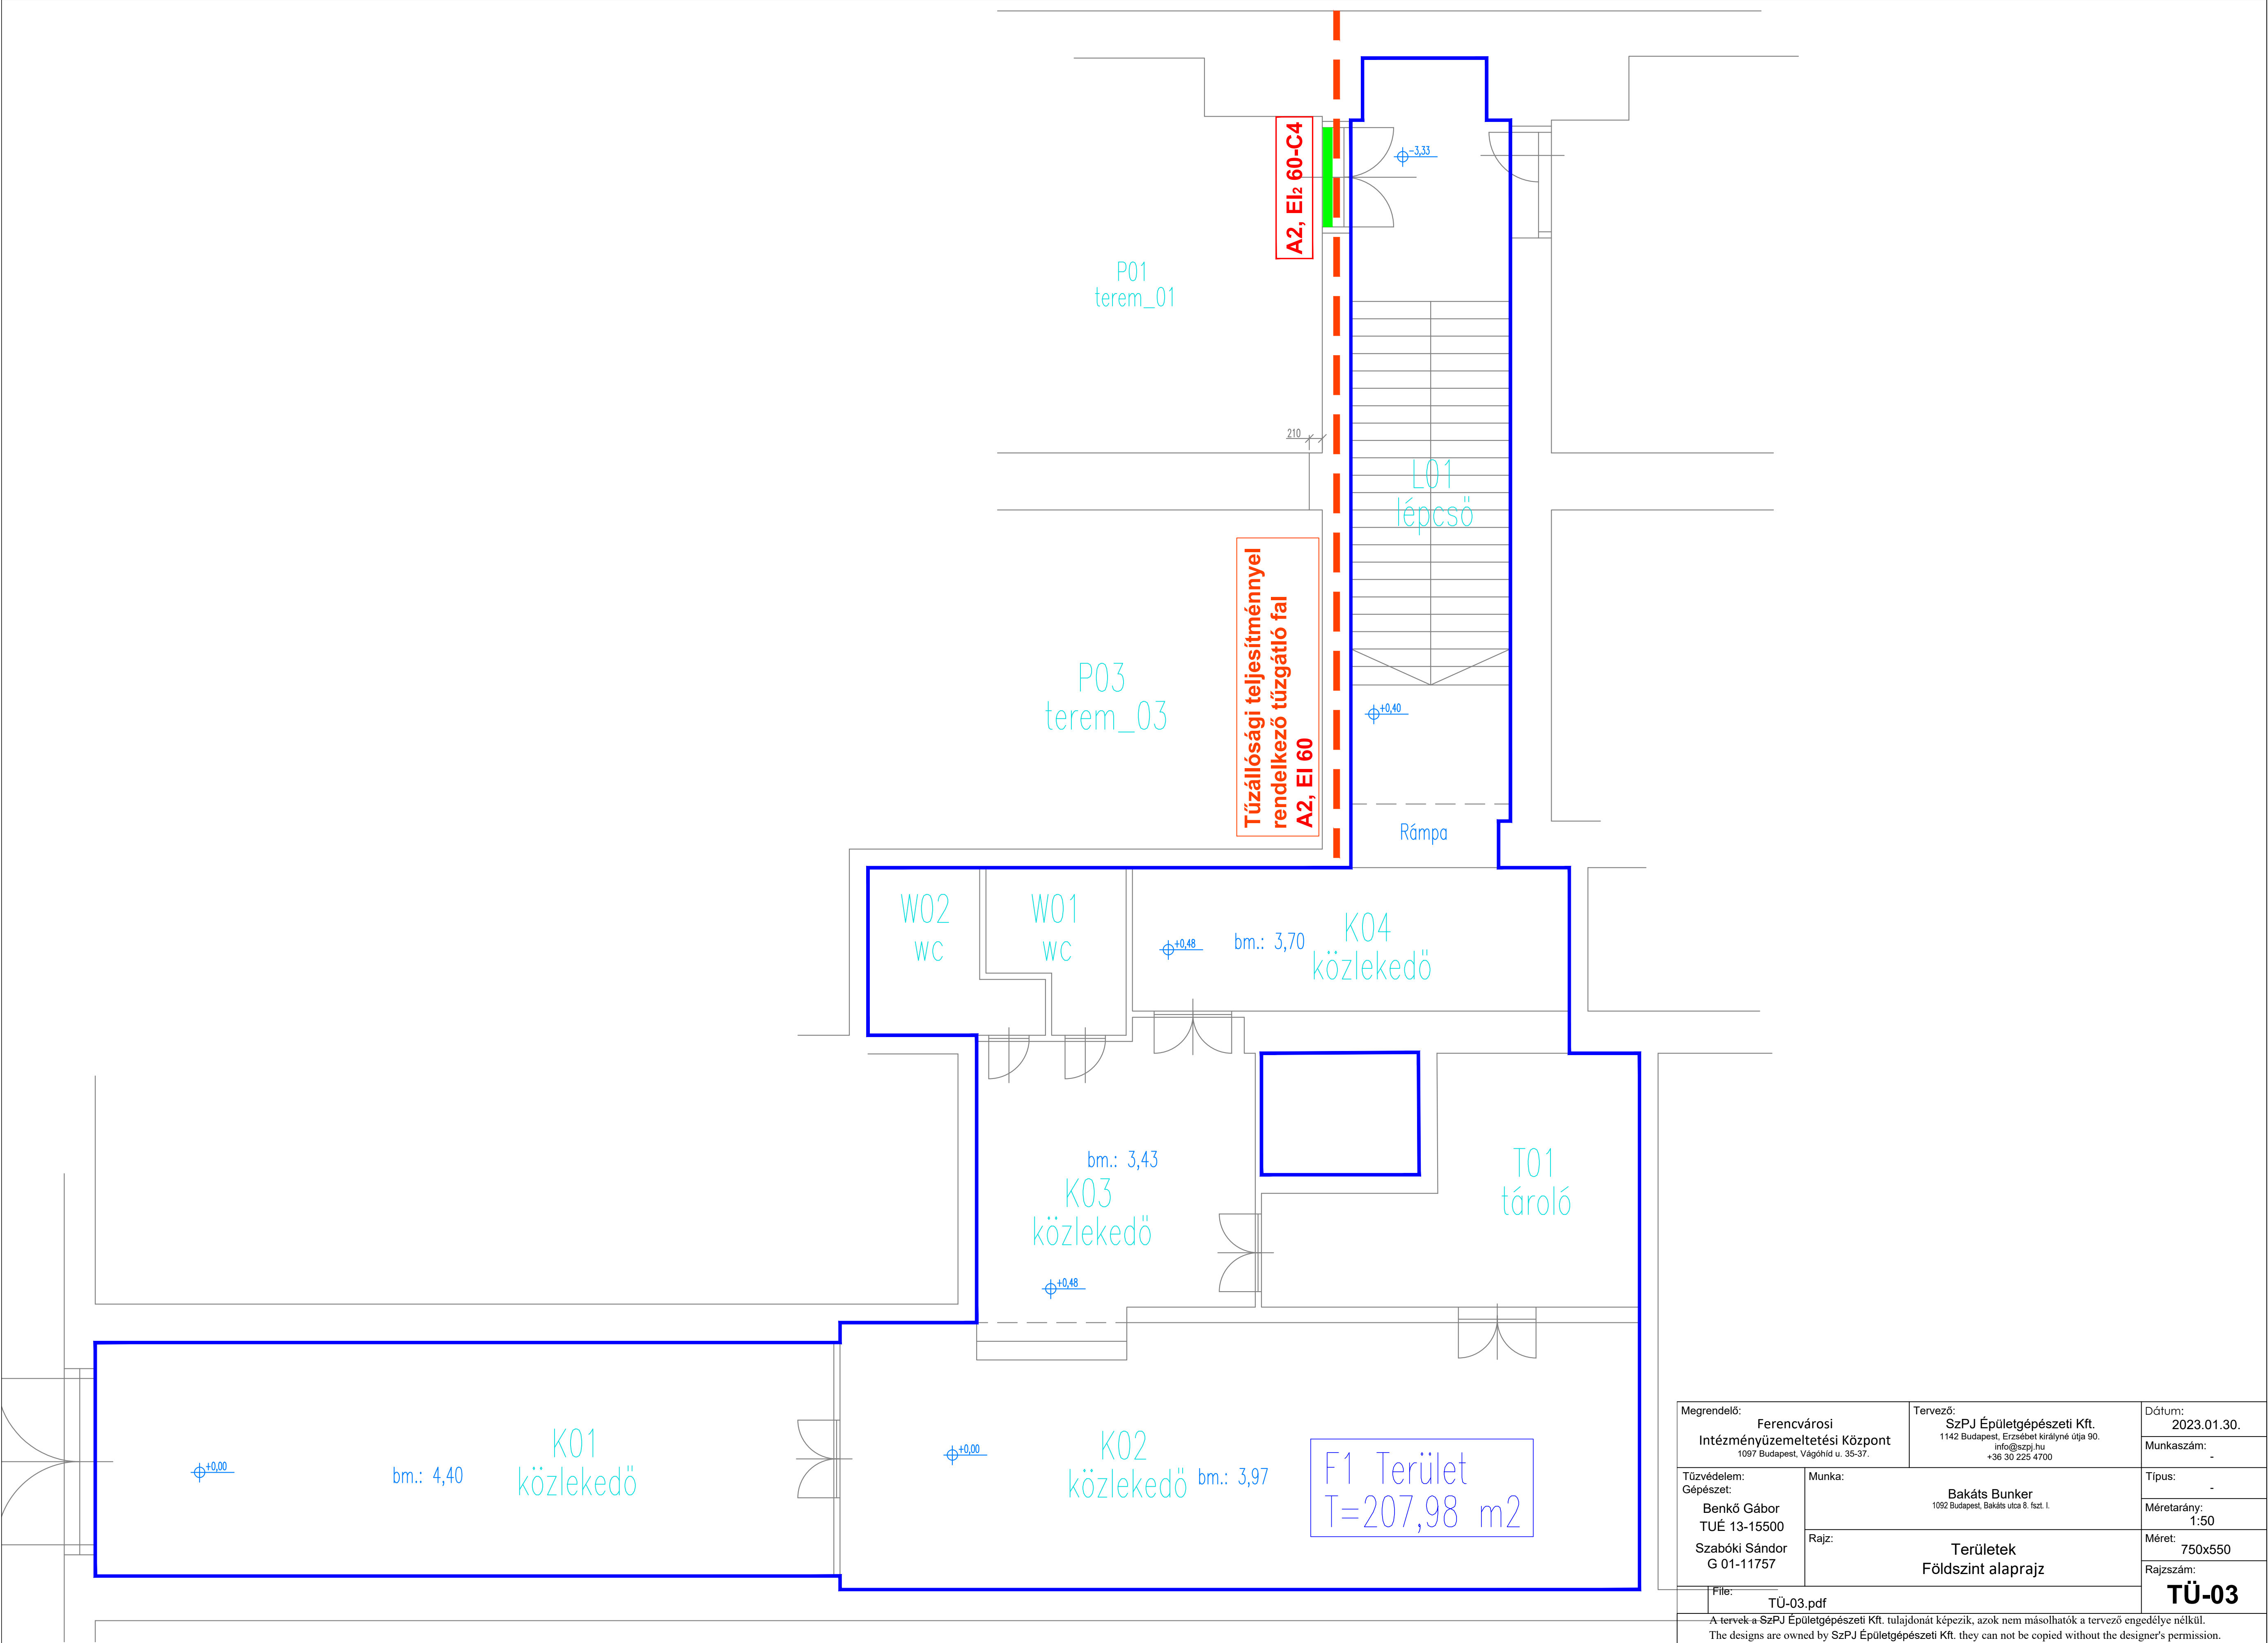 A2, EI₂ 60-C4
-3,33
P01
terem_01
210
L01
lépcső
Tűzállósági teljesítménnyel
rendelkező tűzgátló fal
A2, EI 60
P03
terem_03
+0,40
Rámpa
W02
WC
W01
WC
+0,48
bm.: 3,70
K04
közlekedő
bm.: 3,43
K03
közlekedő
+0,48
T01
tároló
+0,00
bm.: 4,40
K01
közlekedő
+0,00
K02
közlekedő
bm.: 3,97
F1 Terület
T=207,98 m2
Megrendelő:
Ferencvárosi
Intézményüzemeltetési Központ
1097 Budapest, Vágóhíd u. 35-37.
Tervező:
SzPJ Épületgépészeti Kft.
1142 Budapest, Erzsébet királyné útja 90.
info@szpj.hu
+36 30 225 4700
Dátum:
2023.01.30.
Munkaszám:
-
Tűzvédelem:
Gépészet:
Benkő Gábor
TUÉ 13-15500
Szabóki Sándor
G 01-11757
Munka:
Bakáts Bunker
1092 Budapest, Bakáts utca 8. fszt. I.
Típus:
-
Méretarány:
1:50
Rajz:
Területek
Földszint alaprajz
Méret:
750x550
Rajzszám:
TÜ-03
File:
TÜ-03.pdf
A tervek a SzPJ Épületgépészeti Kft. tulajdonát képezik, azok nem másolhatók a tervező engedélye nélkül.
The designs are owned by SzPJ Épületgépészeti Kft. they can not be copied without the designer's permission.